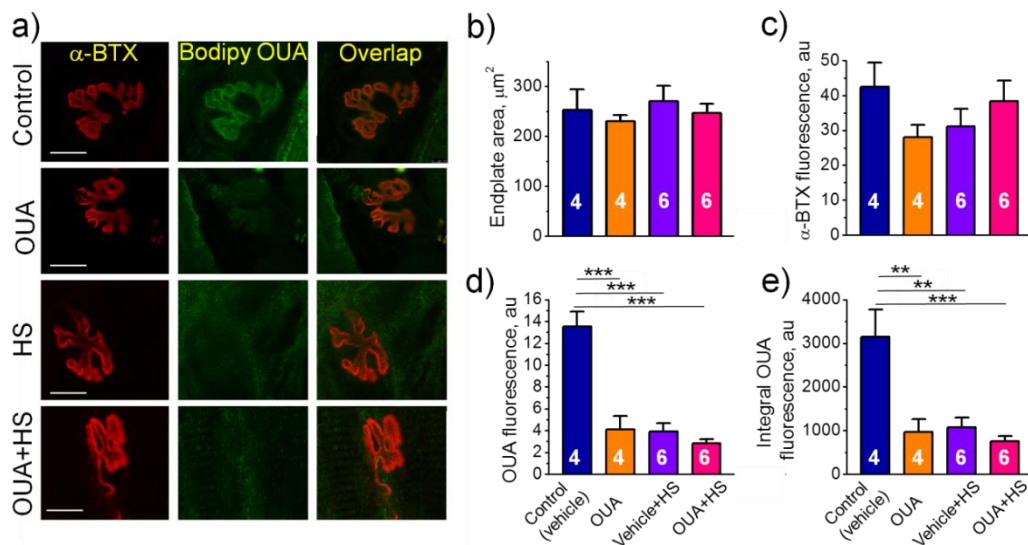 a)
α-BTX Bodipy OUA Overlap
Control
OUA
HS
OUA+HS
b)
Endplate area, μm²
300
200
100
0
4 4 6 6
c)
α-BTX fluorescence, au
50
40
30
20
10
0
4 4 6 6
d)
***
***
***
OUA fluorescence, au
16
14
12
10
8
6
4
2
0
4 4 6 6
Control
(vehicle)
OUA
Vehicle+HS
OUA+HS
e)
**
**
***
Integral OUA
fluorescence, au
4000
3000
2000
1000
0
4 4 6 6
Control
(vehicle)
OUA
Vehicle+HS
OUA+HS